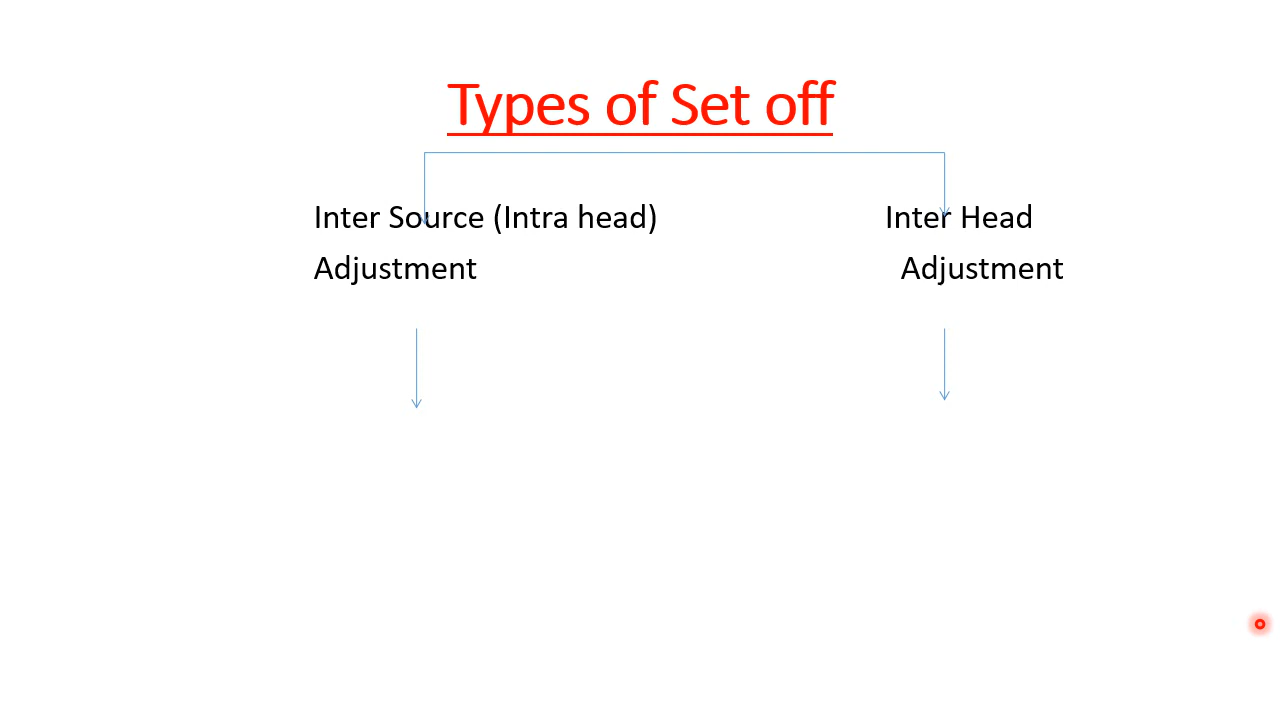 Types of Set off
Inter Source (Intra head)
Inter Head
Adjustment
Adjustment